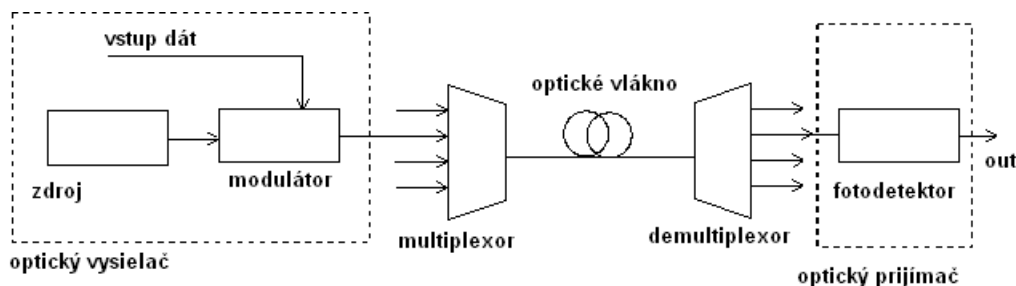 vstup dát
optické vlákno
zdroj
modulátor
out
fotodetektor
multiplexor
demultiplexor
optický vysielač
optický prijímač